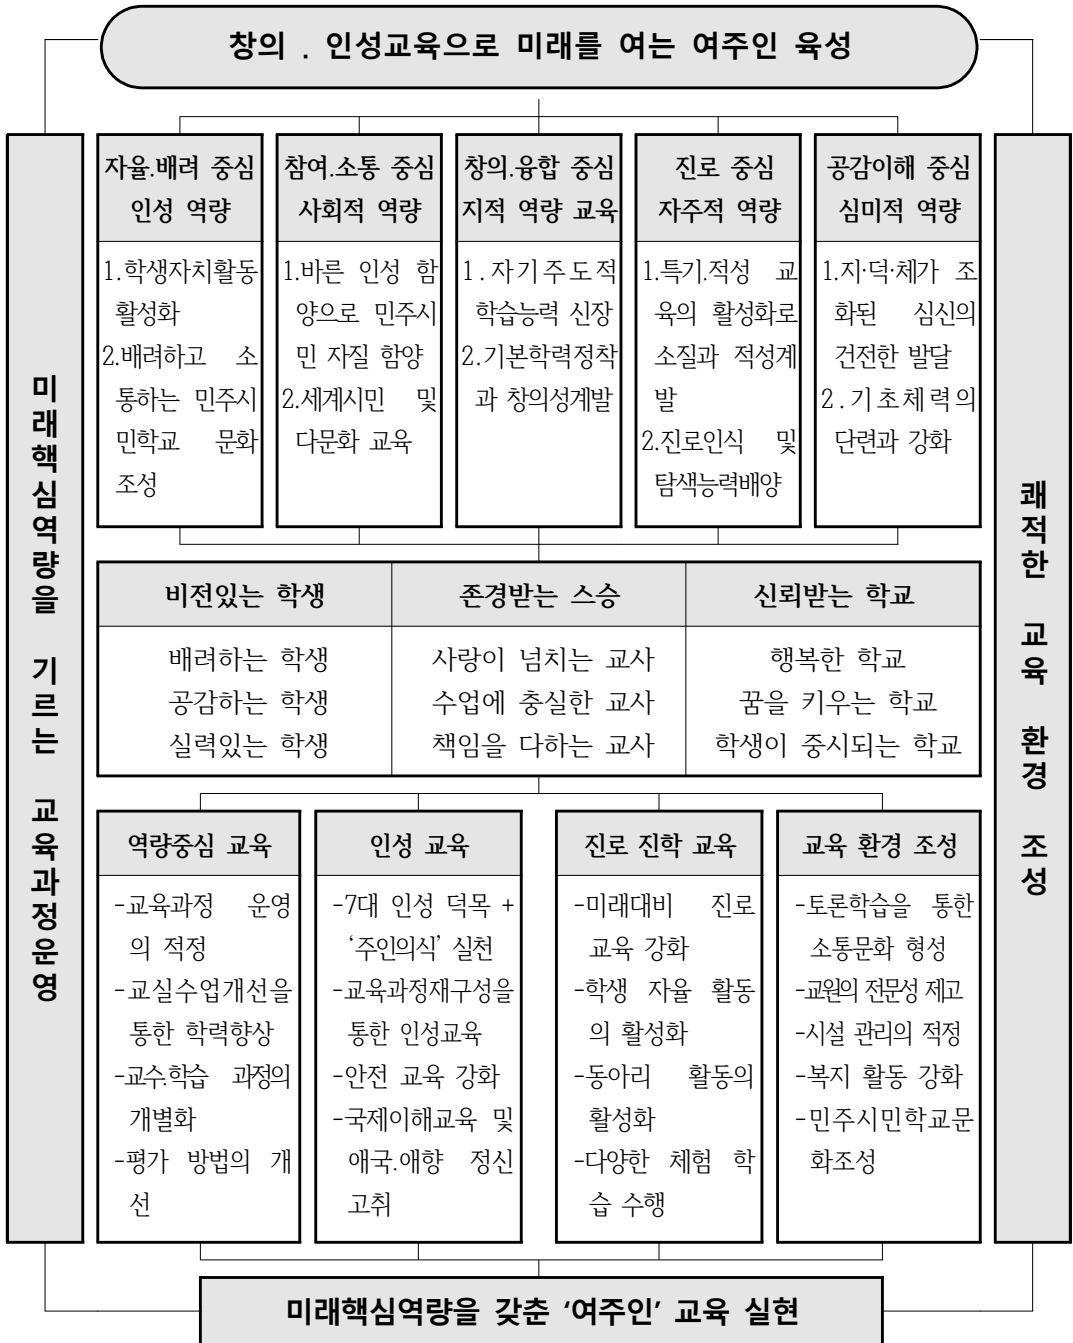 창의 . 인성교육으로 미래를 여는 여주인 육성
미래핵심역량을 기르는 교육과정운영
자율.배려 중심
인성 역량
1.학생자치활동
활성화
2.배려하고 소
통하는 민주시
민학교 문화
조성
참여.소통 중심
사회적 역량
1.바른 인성 함
양으로 민주시
민 자질 함양
2.세계시민 및
다문화 교육
창의.융합 중심
지적 역량 교육
1.자기주도적
학습능력 신장
2.기본학력정착
과 창의성계발
진로 중심
자주적 역량
1.특기.적성 교
육의 활성화로
소질과 적성계
발
2.진로인식 및
탐색능력배양
공감이해 중심
심미적 역량
1.지·덕·체가 조
화된 심신의
건전한 발달
2.기초체력의
단련과 강화
비전있는 학생
배려하는 학생
공감하는 학생
실력있는 학생
존경받는 스승
사랑이 넘치는 교사
수업에 충실한 교사
책임을 다하는 교사
신뢰받는 학교
행복한 학교
꿈을 키우는 학교
학생이 중시되는 학교
역량중심 교육
-교육과정 운영
의 적정
-교실수업개선을
통한 학력향상
-교수.학습 과정의
개별화
-평가 방법의 개
선
인성 교육
-7대 인성 덕목 +
‘주인의식’ 실천
-교육과정재구성을
통한 인성교육
-안전 교육 강화
-국제이해교육 및
애국.애향 정신
고취
진로 진학 교육
-미래대비 진로
교육 강화
-학생 자율 활동
의 활성화
-동아리 활동의
활성화
-다양한 체험 학
습 수행
교육 환경 조성
-토론학습을 통한
소통문화 형성
-교원의 전문성 제고
-시설 관리의 적정
-복지 활동 강화
-민주시민학교문
화조성
쾌적한 교육 환경 조성
미래핵심역량을 갖춘 ‘여주인’ 교육 실현